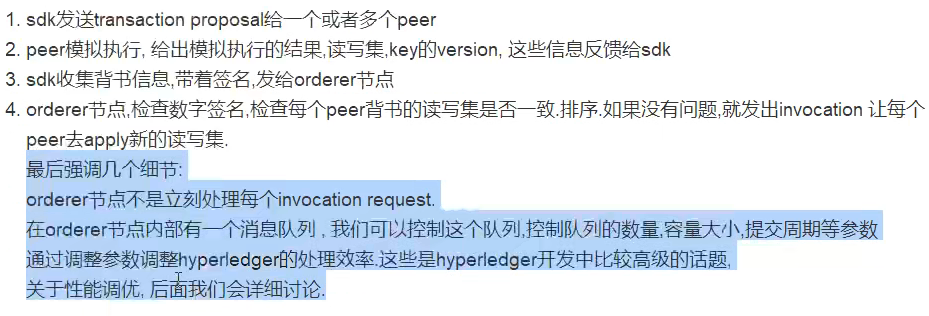 1. sdk发送transaction proposal给一个或者多个peer
2. peer模拟执行, 给出模拟执行的结果,读写集,key的version, 这些信息反馈给sdk
3. sdk收集背书信息,带着签名,发给orderer节点
4. orderer节点,检查数字签名,检查每个peer背书的读写集是否一致.排序.如果没有问题,就发出invocation 让每个
peer去apply新的读写集.
最后强调几个细节:
orderer节点不是立刻处理每个invocation request.
在orderer节点内部有一个消息队列 , 我们可以控制这个队列,控制队列的数量,容量大小,提交周期等参数
通过调整参数调整hyperledger的处理效率.这些是hyperledger开发中比较高级的话题,
关于性能调优, 后面我们会详细讨论.